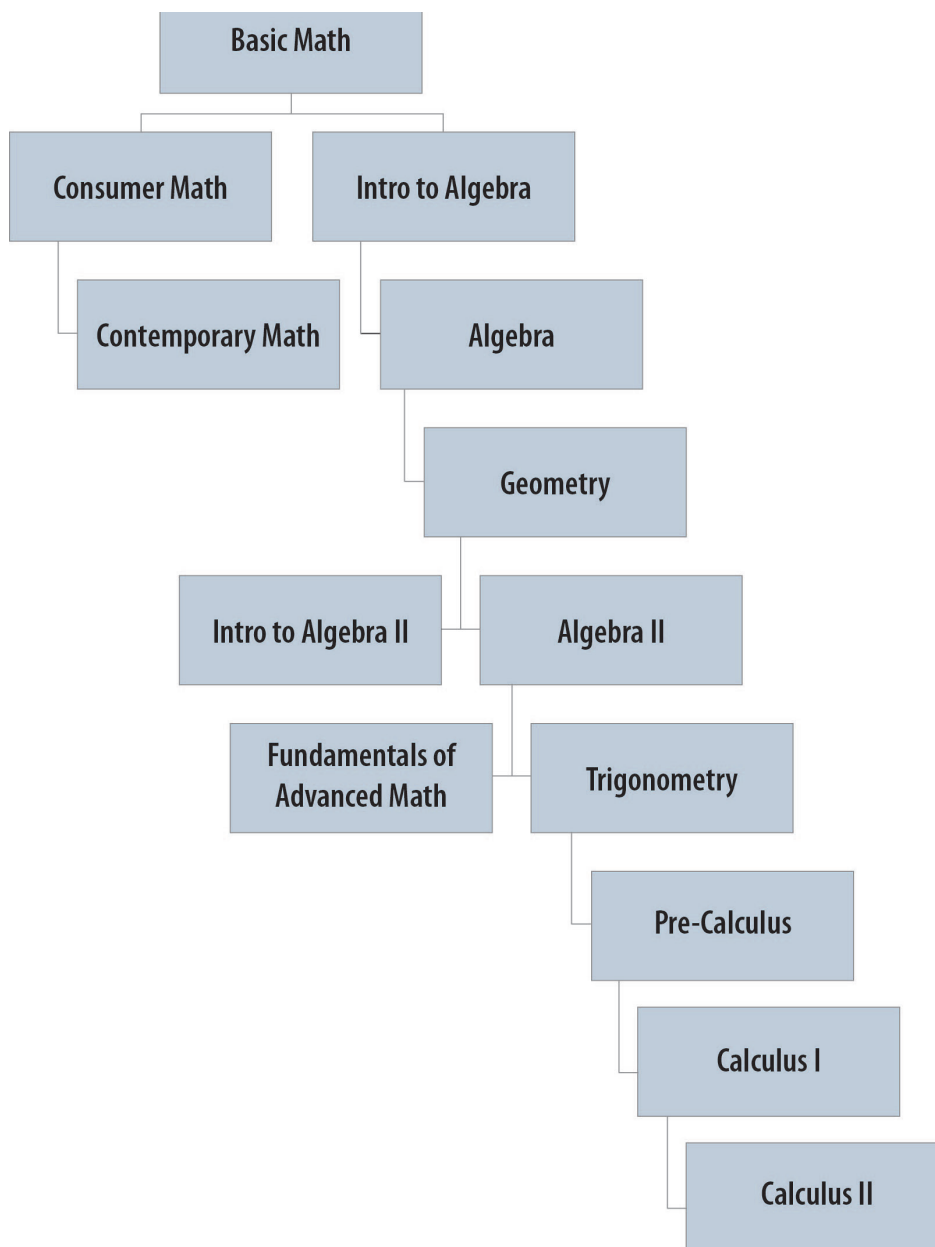 Basic Math
Consumer Math
Intro to Algebra
Contemporary Math
Algebra
Geometry
Intro to Algebra II
Algebra II
Fundamentals of
Advanced Math
Trigonometry
Pre-Calculus
Calculus I
Calculus II